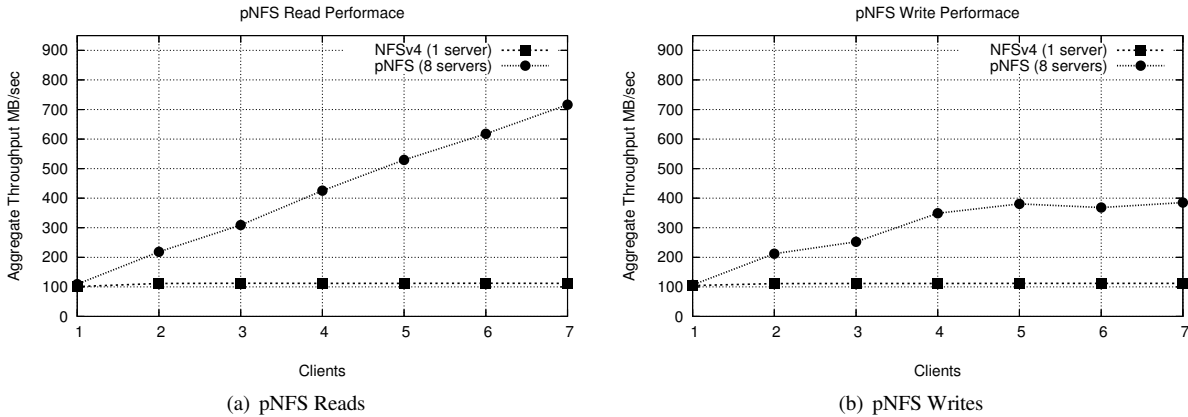 pNFS Read Performace
Aggregate Throughput MB/sec
900
800
700
600
500
400
300
200
100
0
NFSv4 (1 server)
pNFS (8 servers)
1 2 3 4 5 6 7
Clients
(a) pNFS Reads
pNFS Write Performace
Aggregate Throughput MB/sec
900
800
700
600
500
400
300
200
100
0
NFSv4 (1 server)
pNFS (8 servers)
1 2 3 4 5 6 7
Clients
(b) pNFS Writes